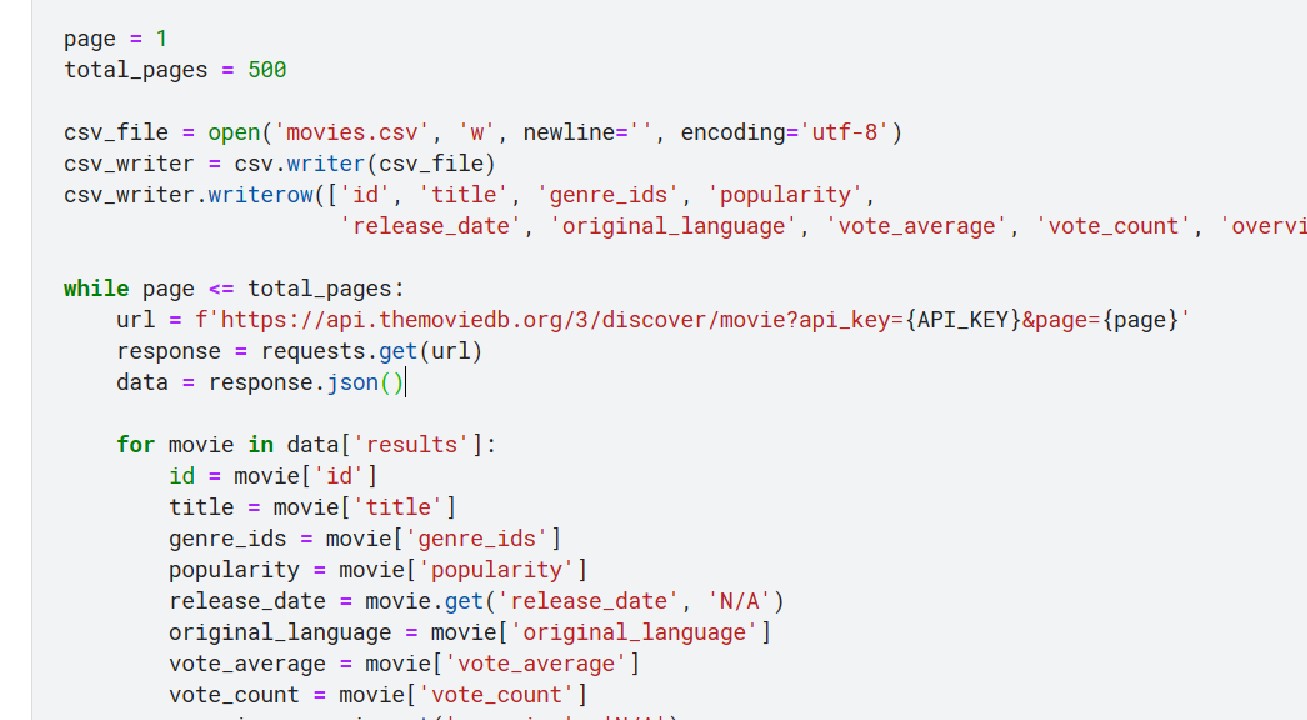 page = 1
total_pages = 500
csv_file = open('movies.csv', 'w', newline='', encoding='utf-8')
csv_writer = csv.writer(csv_file)
csv_writer.writerow(['id', 'title', 'genre_ids', 'popularity',
'release_date', 'original_language', 'vote_average', 'vote_count', 'overvi
while page <= total_pages:
url = f'https://api.themoviedb.org/3/discover/movie?api_key={API_KEY}&page={page}'
response = requests.get(url)
data = response.json()
for movie in data['results']:
id = movie['id']
title = movie['title']
genre_ids = movie['genre_ids']
popularity = movie['popularity']
release_date = movie.get('release_date', 'N/A')
original_language = movie['original_language']
vote_average = movie['vote_average']
vote_count = movie['vote_count']